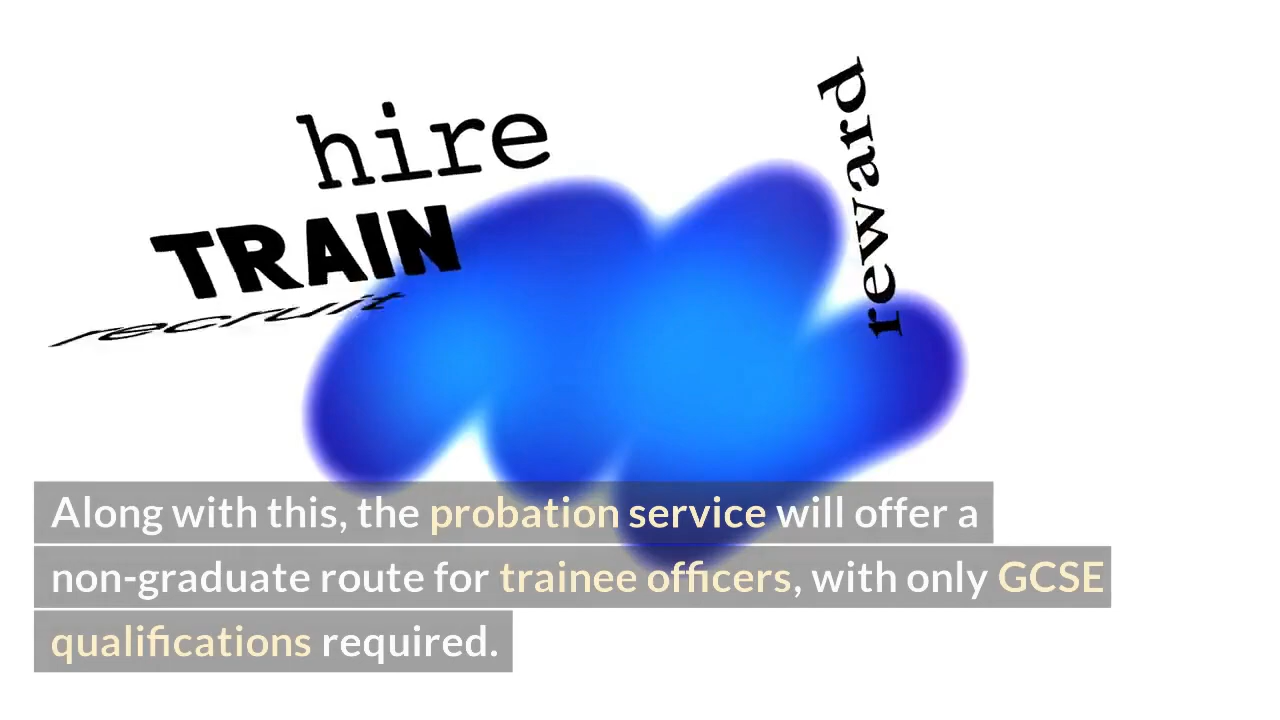 hire
reward
TRAIN
recruit
Along with this, the probation service will offer a
non-graduate route for trainee officers, with only GCSE
qualifications required.